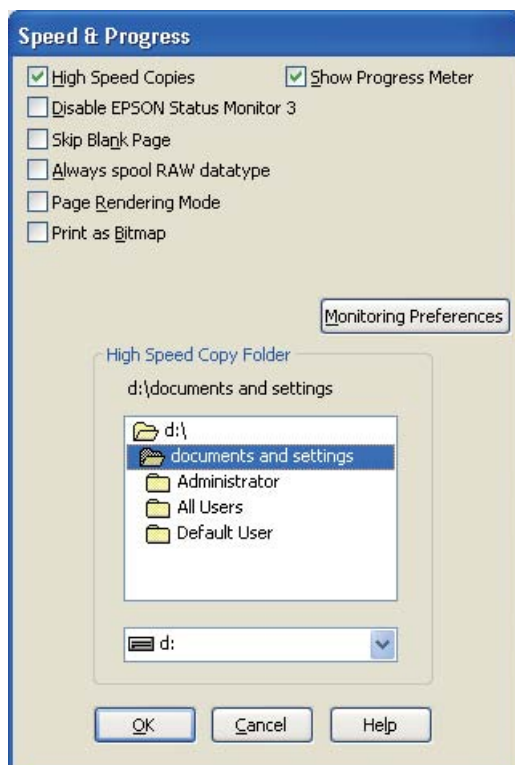 Speed & Progress
High Speed Copies Show Progress Meter
Disable EPSON Status Monitor 3
Skip Blank Page
Always spool RAW datatype
Page Rendering Mode
Print as Bitmap
Monitoring Preferences
High Speed Copy Folder
d:\documents and settings
d:\
documents and settings
Administrator
All Users
Default User
d:
OK Cancel Help